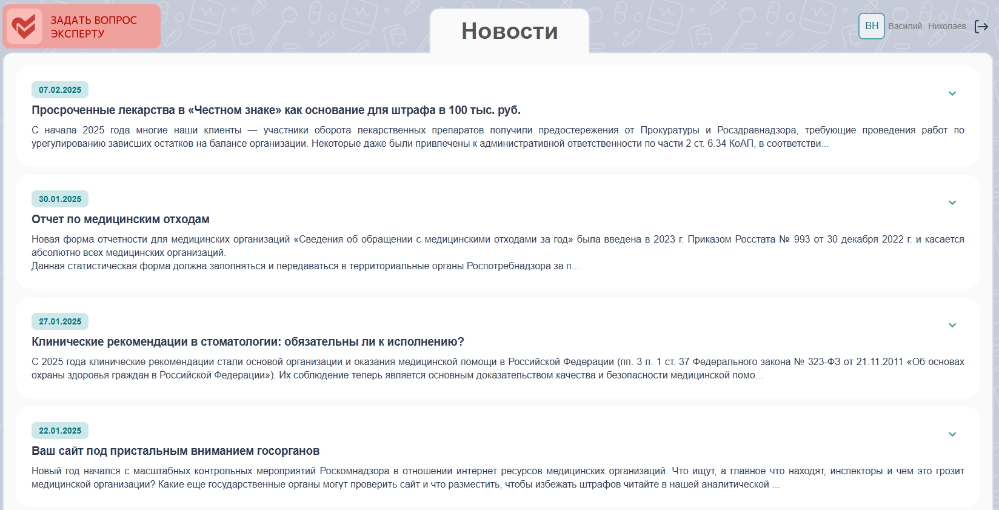 ЗАДАТЬ ВОПРОС
ЭКСПЕРТУ
Новости
ВН Василий Николаев
07.02.2025
Просроченные лекарства в «Честном знаке» как основание для штрафа в 100 тыс. руб.
С начала 2025 года многие наши клиенты — участники оборота лекарственных препаратов получили предостережения от Прокуратуры и Росздравнадзора, требующие проведения работ по
урегулированию зависших остатков на балансе организации. Некоторые даже были привлечены к административной ответственности по части 2 ст. 6.34 КоАП, в соответстви...
30.01.2025
Отчет по медицинским отходам
Новая форма отчетности для медицинских организаций «Сведения об обращении с медицинскими отходами за год» была введена в 2023 г. Приказом Росстата № 993 от 30 декабря 2022 г. и касается
абсолютно всех медицинских организаций.
Данная статистическая форма должна заполняться и передаваться в территориальные органы Роспотребнадзора за п...
27.01.2025
Клинические рекомендации в стоматологии: обязательны ли к исполнению?
С 2025 года клинические рекомендации стали основой организации и оказания медицинской помощи в Российской Федерации (пп. 3 п. 1 ст. 37 Федерального закона № 323-ФЗ от 21.11.2011 «Об основах
охраны здоровья граждан в Российской Федерации»). Их соблюдение теперь является основным доказательством качества и безопасности медицинской помо...
22.01.2025
Ваш сайт под пристальным вниманием госорганов
Новый год начался с масштабных контрольных мероприятий Роскомнадзора в отношении интернет ресурсов медицинских организаций. Что ищут, а главное что находят, инспекторы и чем это грозит
медицинской организации? Какие еще государственные органы могут проверить сайт и что разместить, чтобы избежать штрафов читайте в нашей аналитической ...